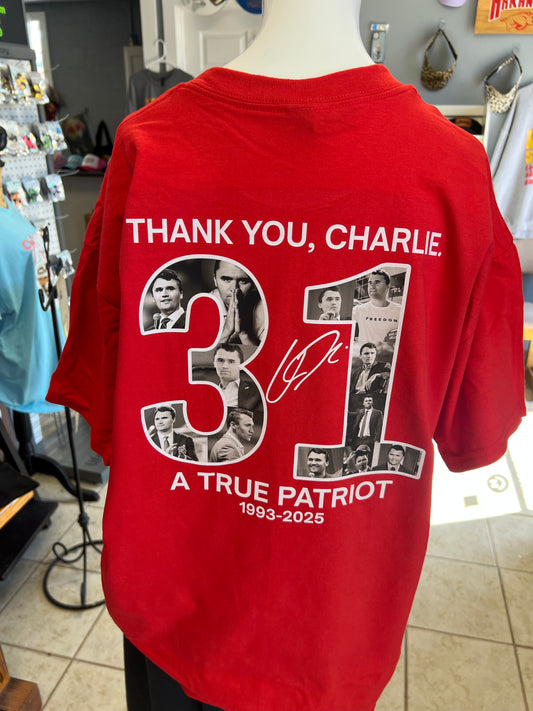 THANK YOU, CHARLIE.
31
FREEDOM
A TRUE PATRIOT
1993-2025